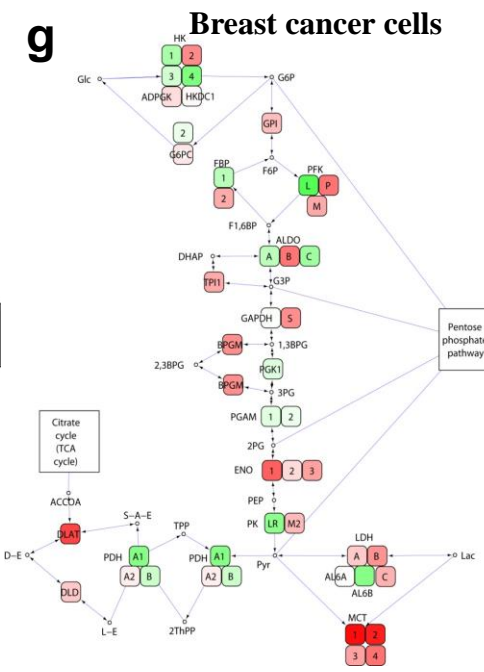 g
Breast cancer cells
HK
1 2
3 4
Glc
G6P
ADPGK HKDC1
2
G6PC
GPI
FBP
1
2
F6P
PFK
L P
M
F1,6BP
ALDO
A B C
DHAP
TPI1
G3P
GAPDH S
Pentose
phosphate
pathway
BPGM
1,3BPG
2,3BPG
PGK1
BPGM
3PG
PGAM 1 2
2PG
Citrate
cycle
(TCA
cycle)
ENO 1 2 3
ACCOA
PEP
S-A-E
TPP
PK LR M2
DLAT
LDH
D-E
PDH A1
A2 B
PDH A1
A2 B
Pyr
A B
Lac
AL6A C
AL6B
DLD
L-E
2ThPP
MCT
1 2
3 4